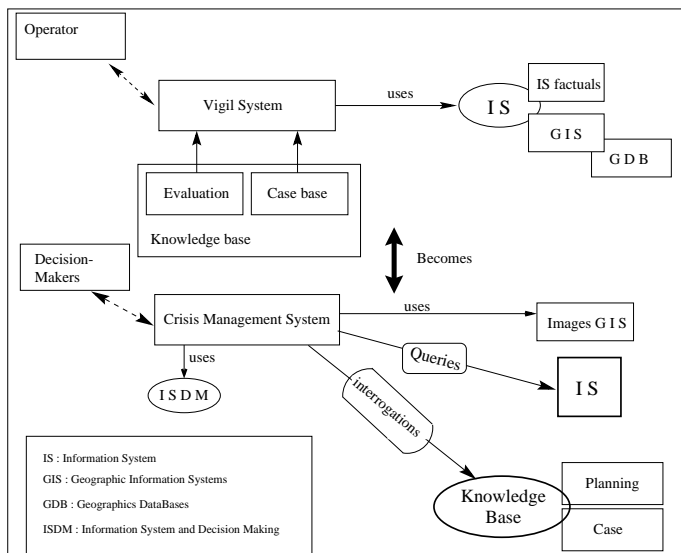 Operator
Vigil System
uses
I S
IS factuals
G I S
G D B
Evaluation
Case base
Knowledge base
Becomes
Decision-
Makers
Crisis Management System
uses
Images G I S
Queries
I S
uses
I S D M
interrogations
Knowledge
Base
Planning
Case
IS : Information System
GIS : Geographic Information Systems
GDB : Geographics DataBases
ISDM : Information System and Decision Making